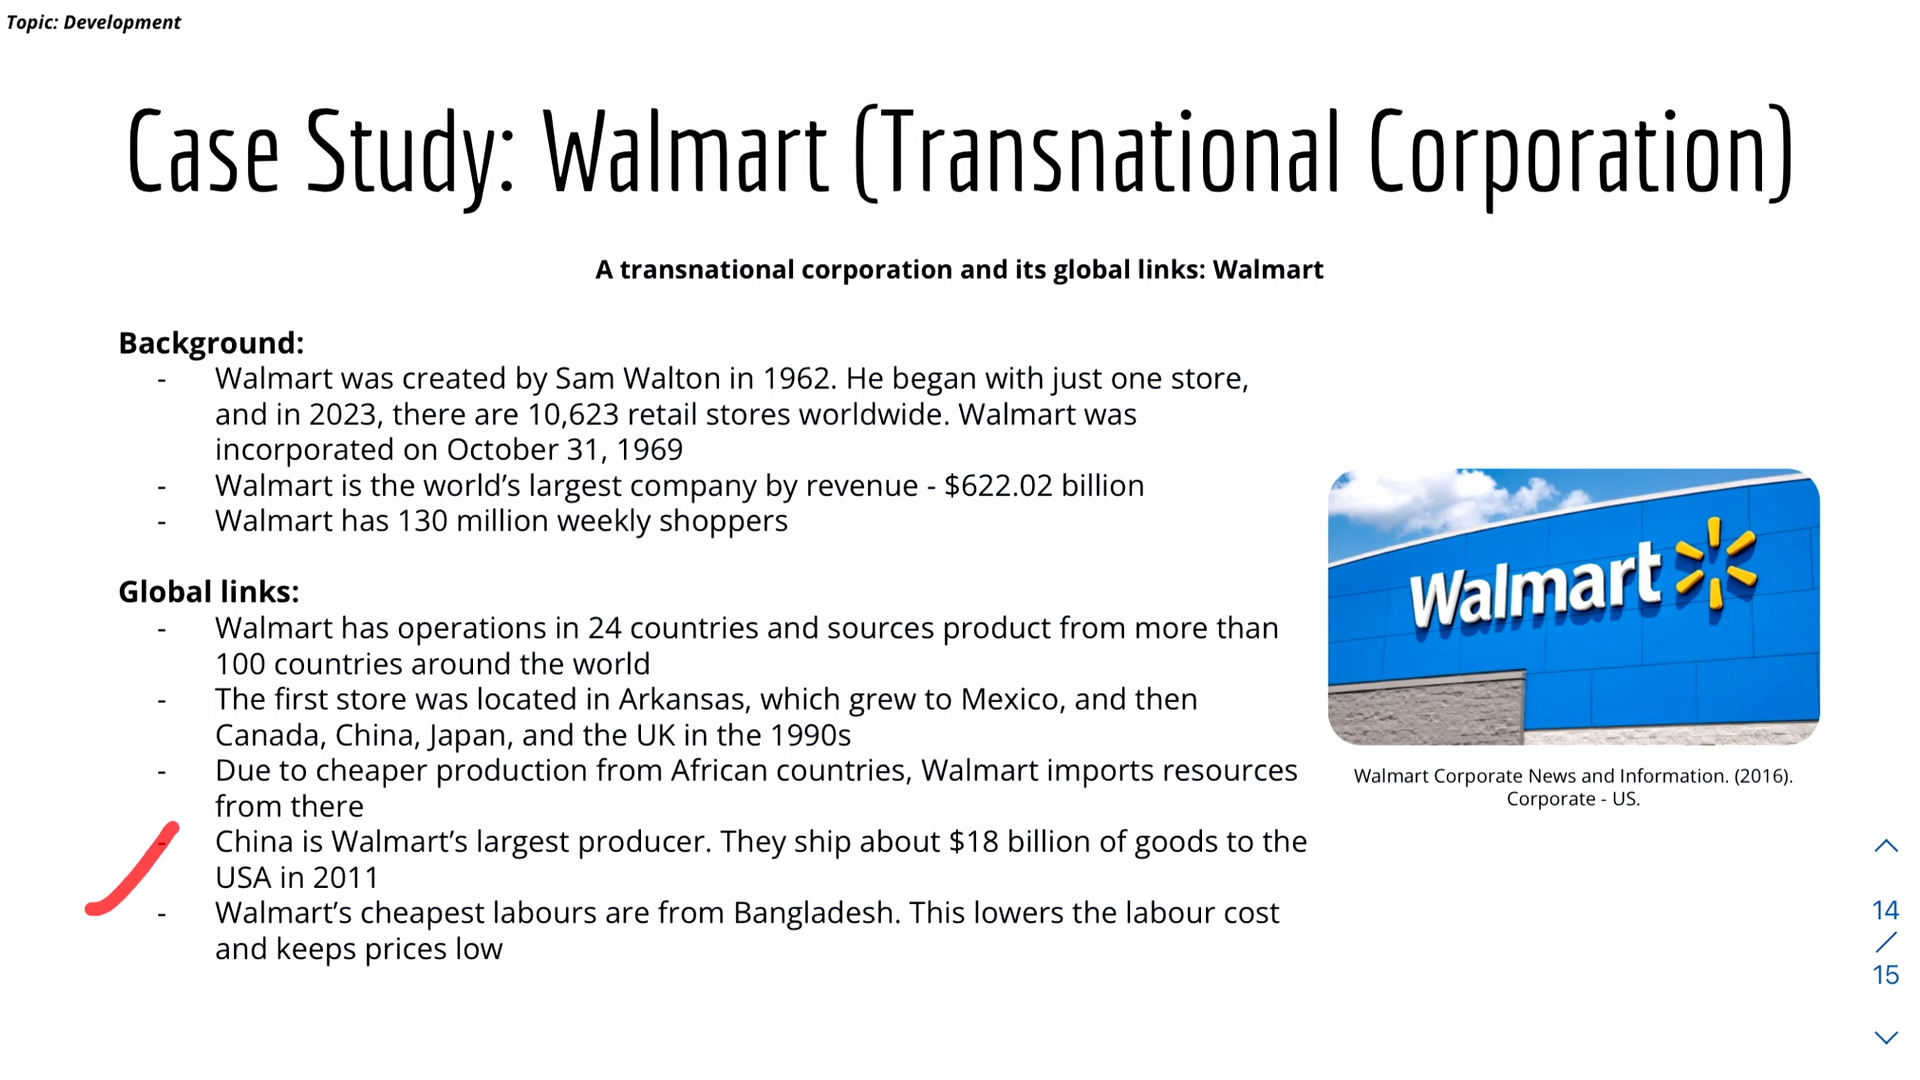 Topic: Development
Case Study: Walmart (Transnational Corporation)
A transnational corporation and its global links: Walmart
Background:
- Walmart was created by Sam Walton in 1962. He began with just one store,
and in 2023, there are 10,623 retail stores worldwide. Walmart was
incorporated on October 31, 1969
- Walmart is the world’s largest company by revenue - $622.02 billion
- Walmart has 130 million weekly shoppers
Global links:
- Walmart has operations in 24 countries and sources product from more than
100 countries around the world
- The first store was located in Arkansas, which grew to Mexico, and then
Canada, China, Japan, and the UK in the 1990s
- Due to cheaper production from African countries, Walmart imports resources
from there
- China is Walmart’s largest producer. They ship about $18 billion of goods to the
USA in 2011
- Walmart’s cheapest labours are from Bangladesh. This lowers the labour cost
and keeps prices low
Walmart
Walmart Corporate News and Information. (2016).
Corporate - US.
14
/
15